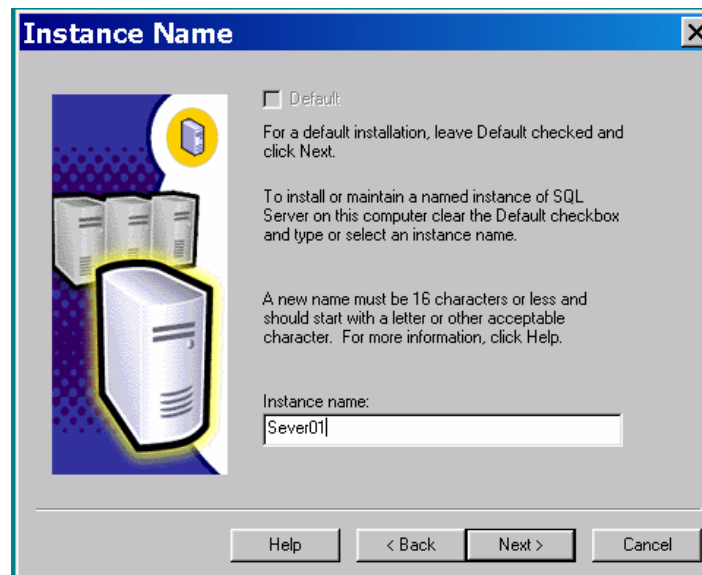 Instance Name
Default
For a default installation, leave Default checked and
click Next.
To install or maintain a named instance of SQL
Server on this computer clear the Default checkbox
and type or select an instance name.
A new name must be 16 characters or less and
should start with a letter or other acceptable
character. For more information, click Help.
Instance name:
Sever01
Help
< Back
Next >
Cancel